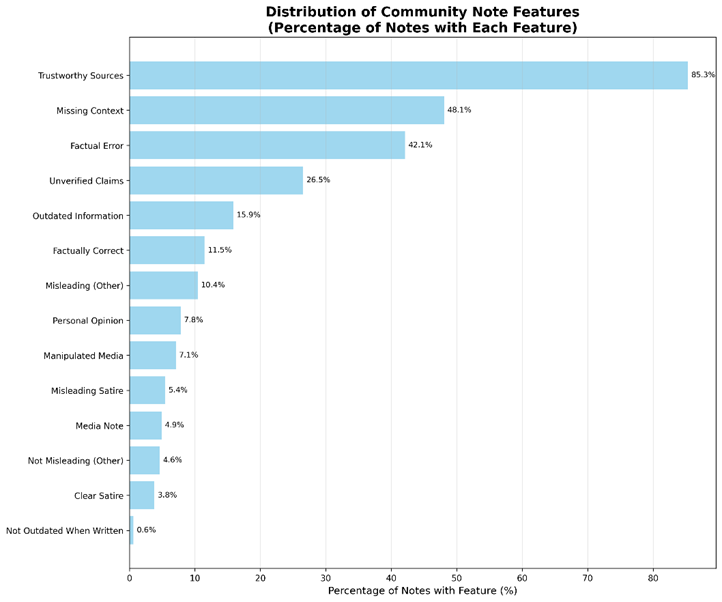 Distribution of Community Note Features
(Percentage of Notes with Each Feature)
Trustworthy Sources 85.3%
Missing Context 48.1%
Factual Error 42.1%
Unverified Claims 26.5%
Outdated Information 15.9%
Factually Correct 11.5%
Misleading (Other) 10.4%
Personal Opinion 7.8%
Manipulated Media 7.1%
Misleading Satire 5.4%
Media Note 4.9%
Not Misleading (Other) 4.6%
Clear Satire 3.8%
Not Outdated When Written 0.6%
0 10 20 30 40 50 60 70 80
Percentage of Notes with Feature (%)